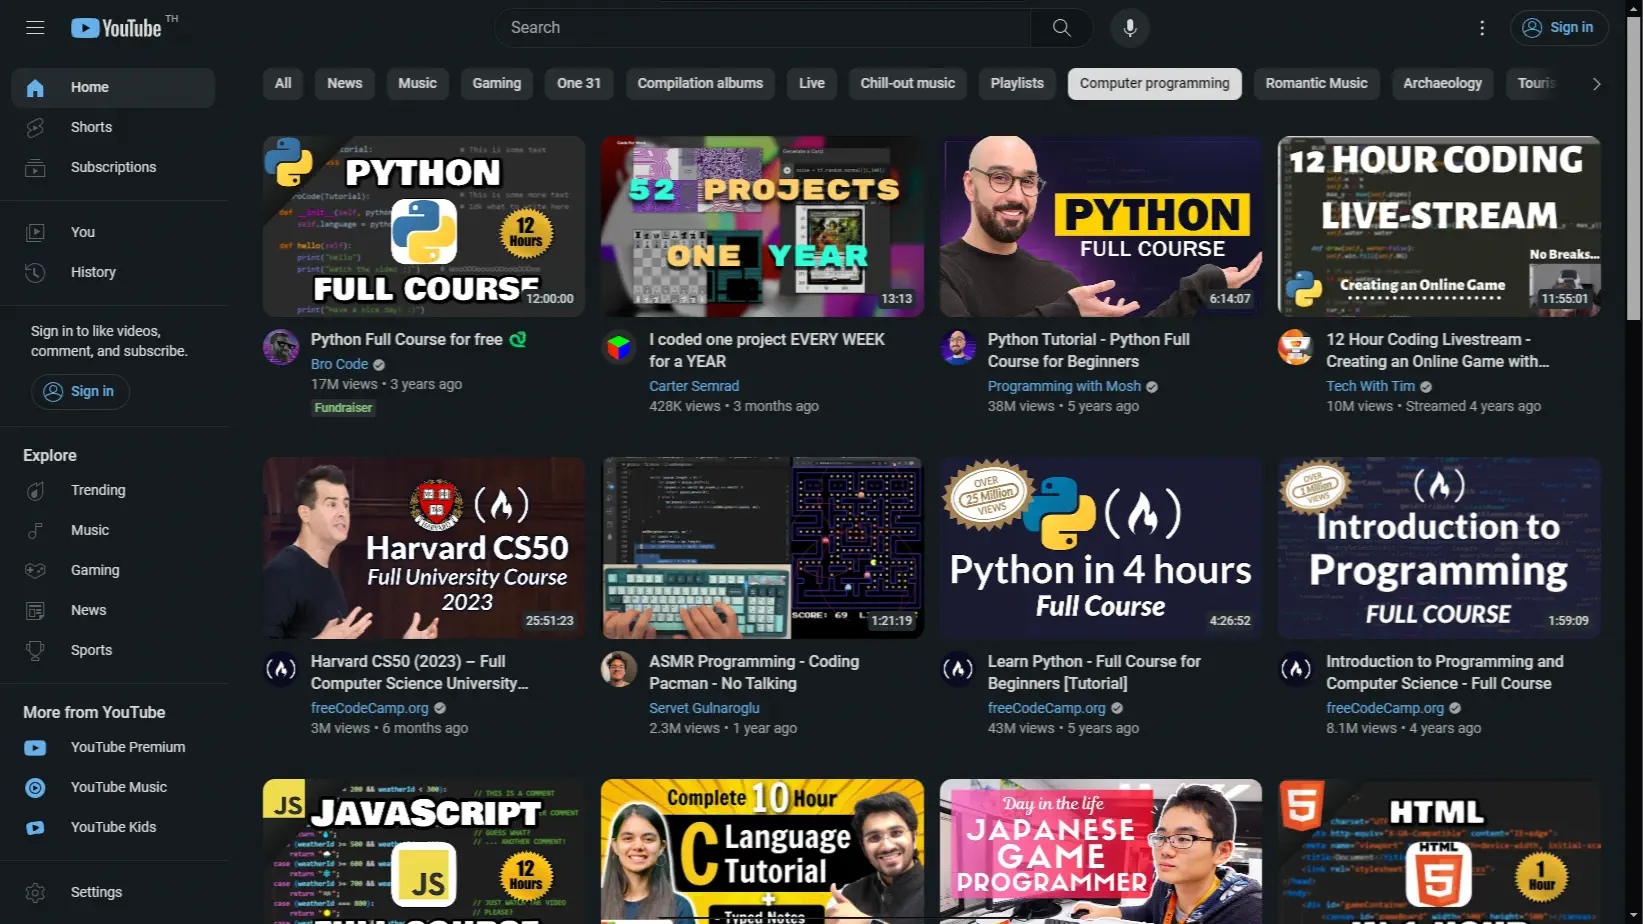 YouTube TH
Search
Sign in
Home
Shorts
Subscriptions
You
History
Sign in to like videos,
comment, and subscribe.
Sign in
Explore
Trending
Music
Gaming
News
Sports
More from YouTube
YouTube Premium
YouTube Music
YouTube Kids
Settings
All
News
Music
Gaming
One 31
Compilation albums
Live
Chill-out music
Playlists
Computer programming
Romantic Music
Archaeology
Touris
PYTHON
12
Hours
FULL COURSE
12:00:00
Python Full Course for free
Bro Code
17M views • 3 years ago
Fundraiser
52 PROJECTS
ONE YEAR
13:13
I coded one project EVERY WEEK
for a YEAR
Carter Semrad
428K views • 3 months ago
PYTHON
FULL COURSE
6:14:07
Python Tutorial - Python Full
Course for Beginners
Programming with Mosh
38M views • 5 years ago
12 HOUR CODING
LIVE-STREAM
No Breaks...
Creating an Online Game
11:55:01
12 Hour Coding Livestream -
Creating an Online Game with...
Tech With Tim
10M views • Streamed 4 years ago
Harvard CS50
Full University Course
2023
25:51:23
Harvard CS50 (2023) – Full
Computer Science University...
freeCodeCamp.org
3M views • 6 months ago
SCORE: 69
1:21:19
ASMR Programming - Coding
Pacman - No Talking
Servet Gulnaroglu
2.3M views • 1 year ago
OVER
25 Million
VIEWS
Python in 4 hours
Full Course
4:26:52
Learn Python - Full Course for
Beginners [Tutorial]
freeCodeCamp.org
43M views • 5 years ago
OVER
1 Million
VIEWS
Introduction to
Programming
FULL COURSE
1:59:09
Introduction to Programming and
Computer Science - Full Course
freeCodeCamp.org
8.1M views • 4 years ago
JS
JAVASCRIPT
JS
12
Hours
FULL COURSE
Complete 10 Hour
C Language
Tutorial
+
Typed Notes
Day in the life
JAPANESE
GAME
PROGRAMMER
5
HTML
HTML
5
1
Hour